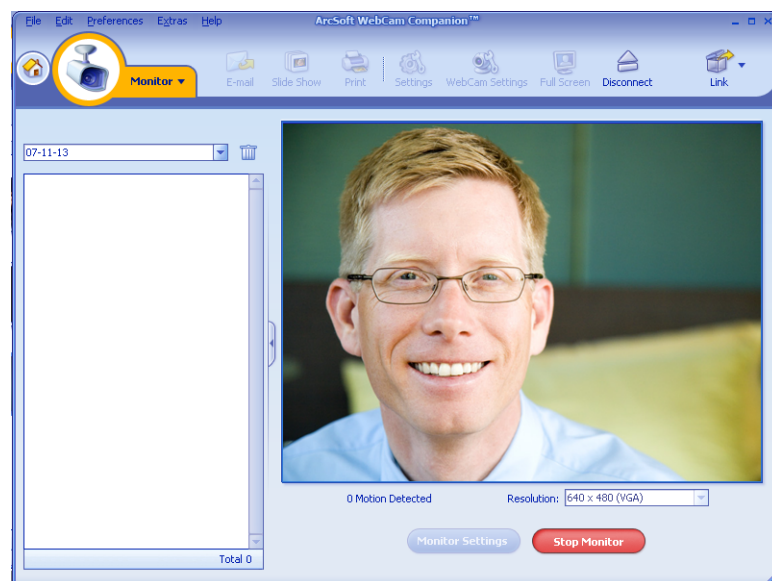 File Edit Preferences Extras Help ArcSoft WebCam Companion™
Monitor E-mail Slide Show Print Settings WebCam Settings Full Screen Disconnect Link
07-11-13
0 Motion Detected Resolution: 640 x 480 (VGA)
Monitor Settings Stop Monitor
Total 0